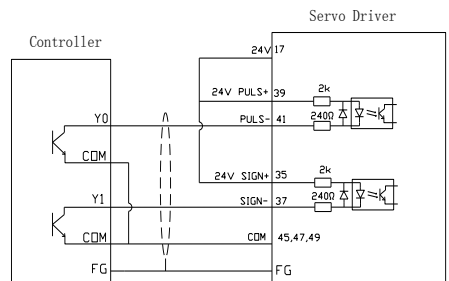 Servo Driver
Controller
24V 17
24V PULS+ 39 2k
Y0 PULS- 41 240Ω
COM
24V SIGN+ 35 2k
Y1 SIGN- 37 240Ω
COM COM 45,47,49
FG FG